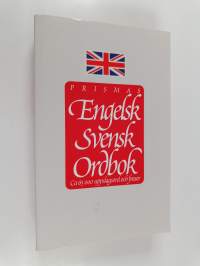 PRISMAS
Engelsk
Svensk
Ordbok
Ca 65 000 uppslagsord och fraser